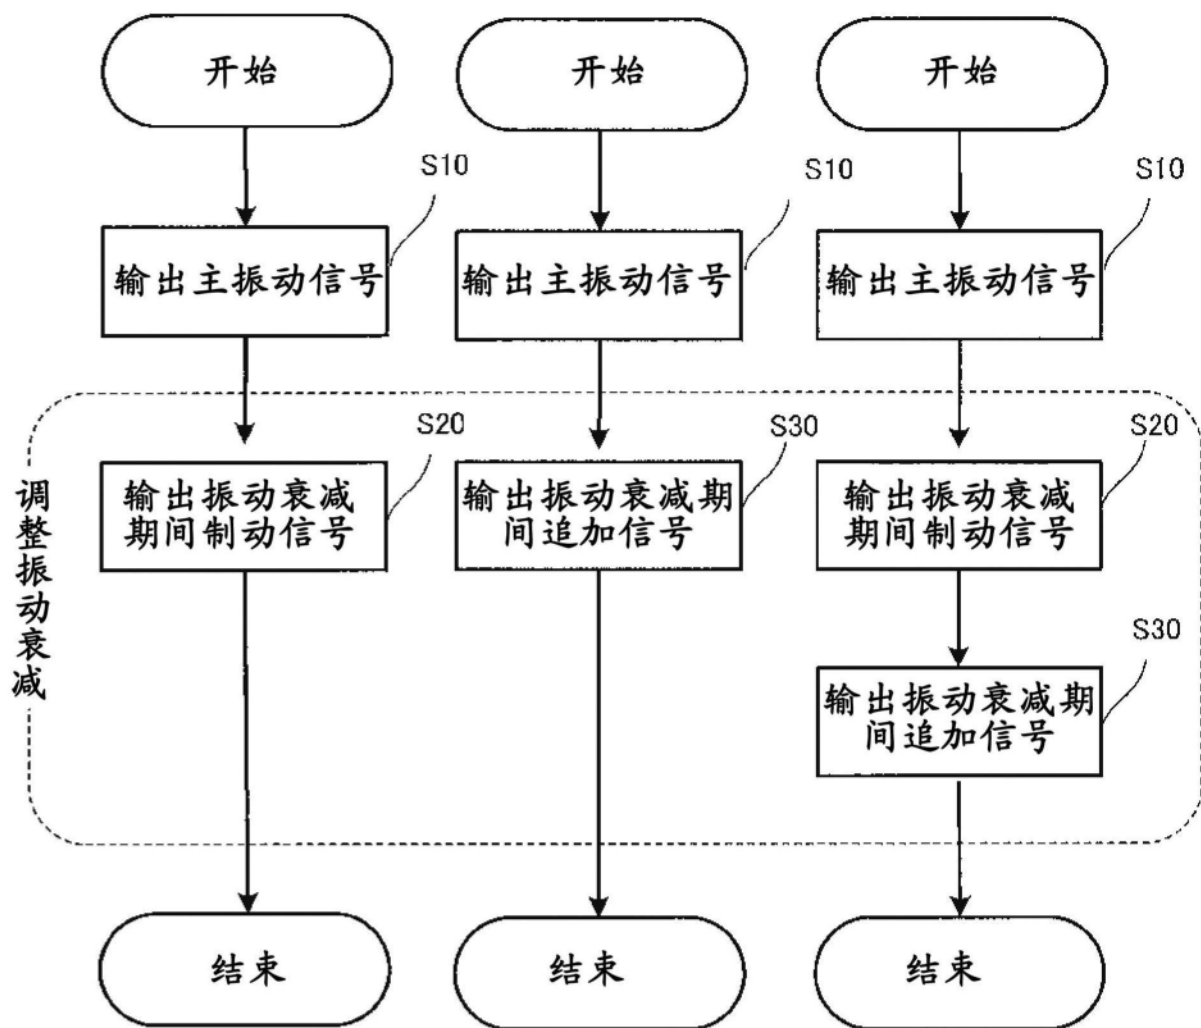 开始
开始
开始
S10
S10
S10
输出主振动信号
输出主振动信号
输出主振动信号
调整振动衰减
S20
S30
S20
输出振动衰减
期间制动信号
输出振动衰减期
间追加信号
输出振动衰减
期间制动信号
S30
输出振动衰减期
间追加信号
结束
结束
结束